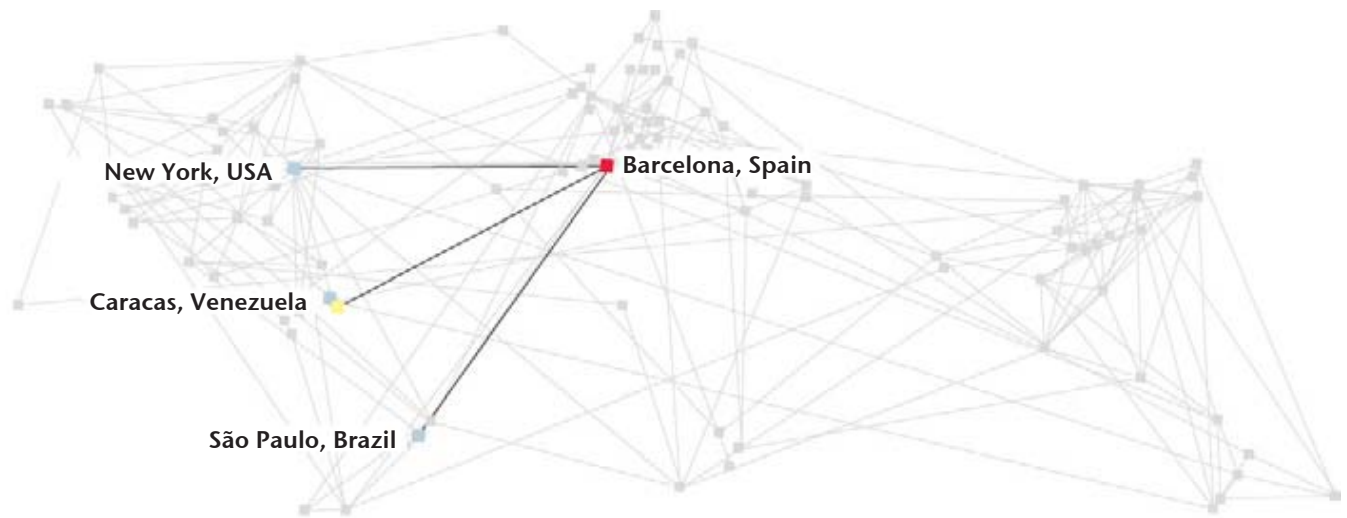 Barcelona, Spain
New York, USA
Caracas, Venezuela
São Paulo, Brazil